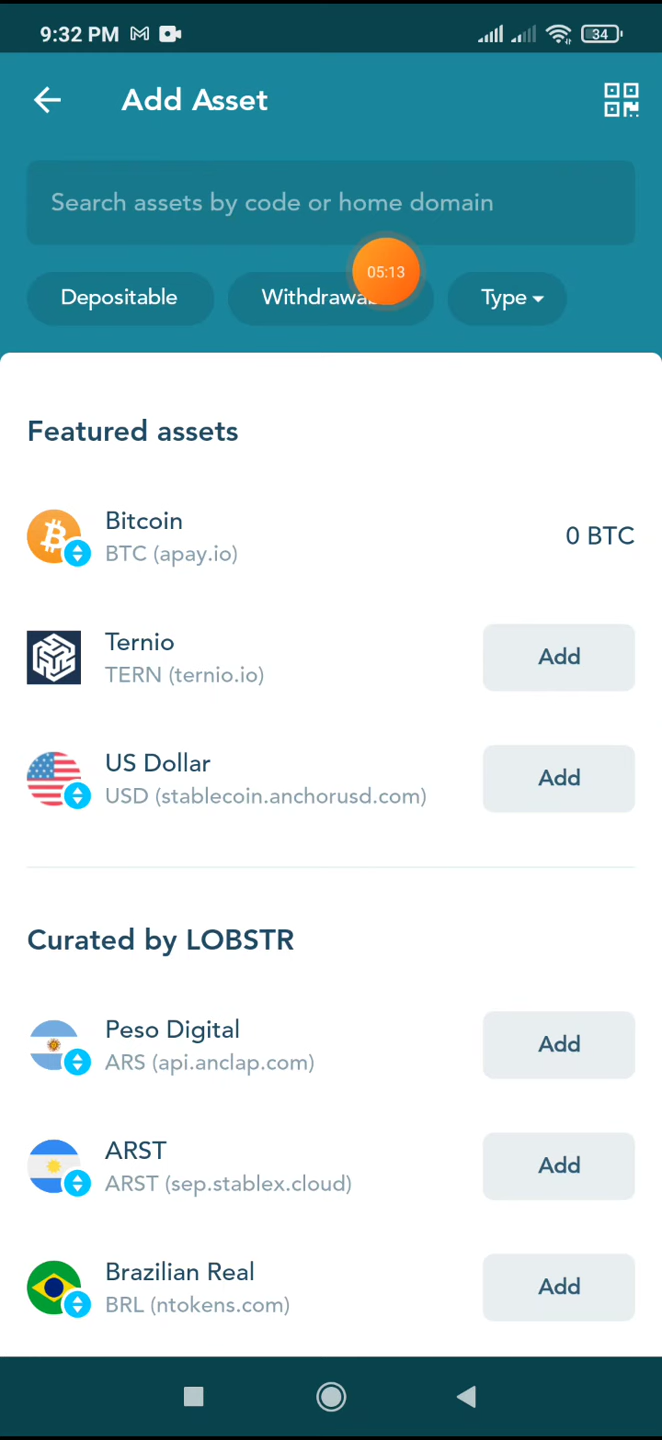 9:32 PM
34
Add Asset
Search assets by code or home domain
05:13
Depositable
Type
Featured assets
Bitcoin
0 BTC
BTC (apay.io)
Ternio
Add
TERN (ternio.io)
US Dollar
Add
USD (stablecoin.anchorusd.com)
Curated by LOBSTR
Peso Digital
Add
ARS (api.anclap.com)
ARST
Add
ARST (sep.stablex.cloud)
Brazilian Real
Add
BRL (ntokens.com)